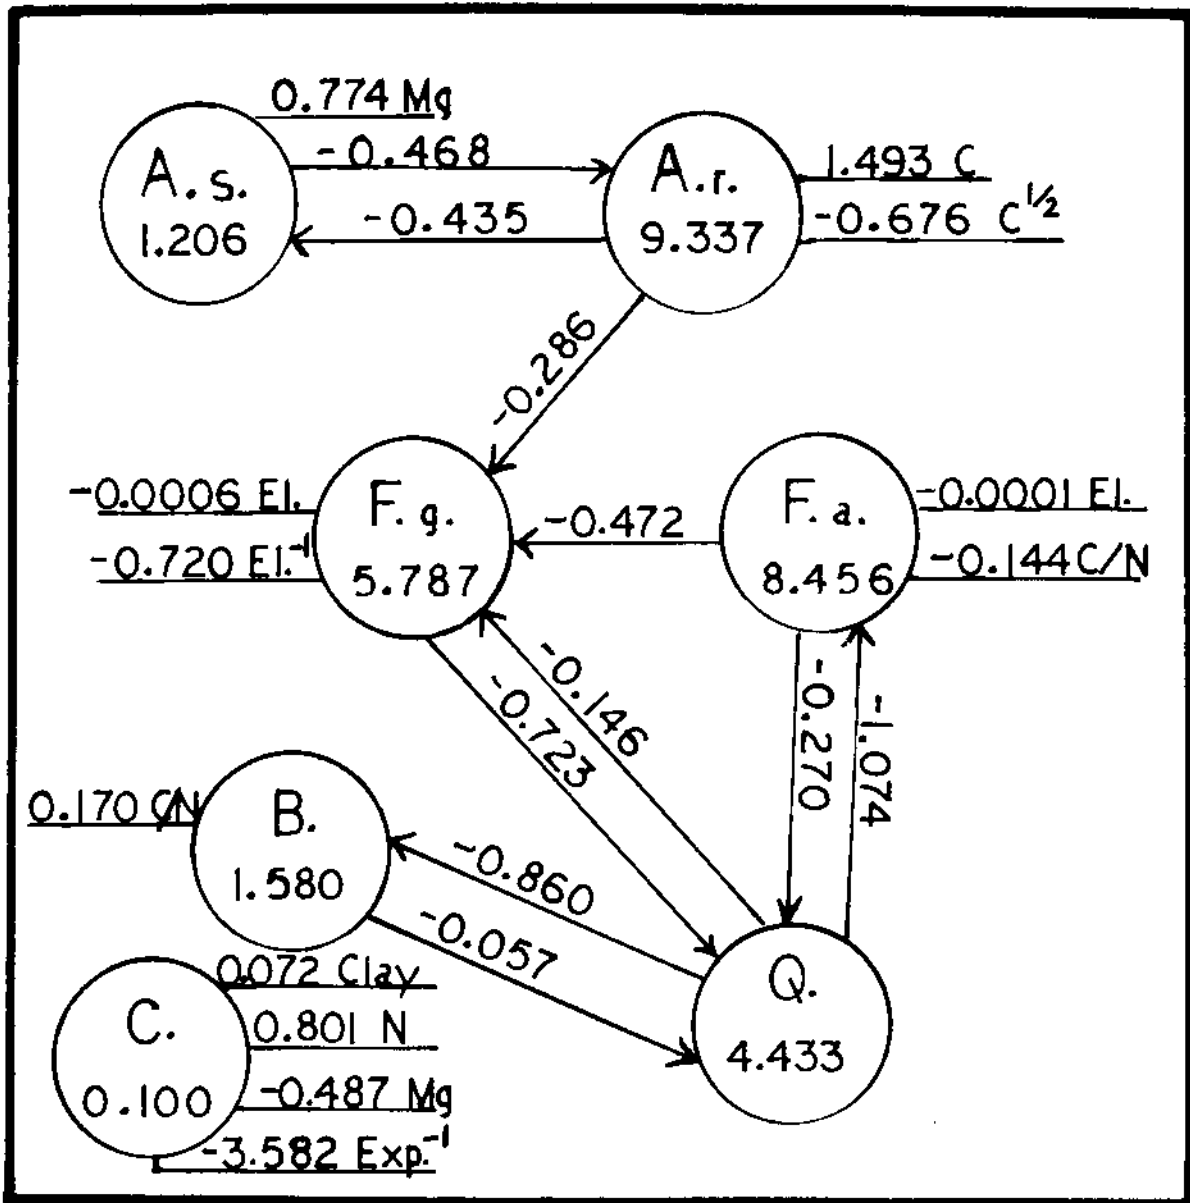 0.774 Mg
-0.468
A.s.
1.206
-0.435
A.r.
9.337
1.493 C
-0.676 C^1/2
-0.286
-0.0006 El.
-0.720 El.^-1
F.g.
5.787
-0.472
F.a.
8.456
-0.0001 El.
-0.144 C/N
-0.146
-0.723
-0.270
-1.074
0.170 C/N
B.
1.580
-0.860
-0.057
Q.
4.433
C.
0.100
0.072 Clay
0.801 N
-0.487 Mg
-3.582 Exp.^-1